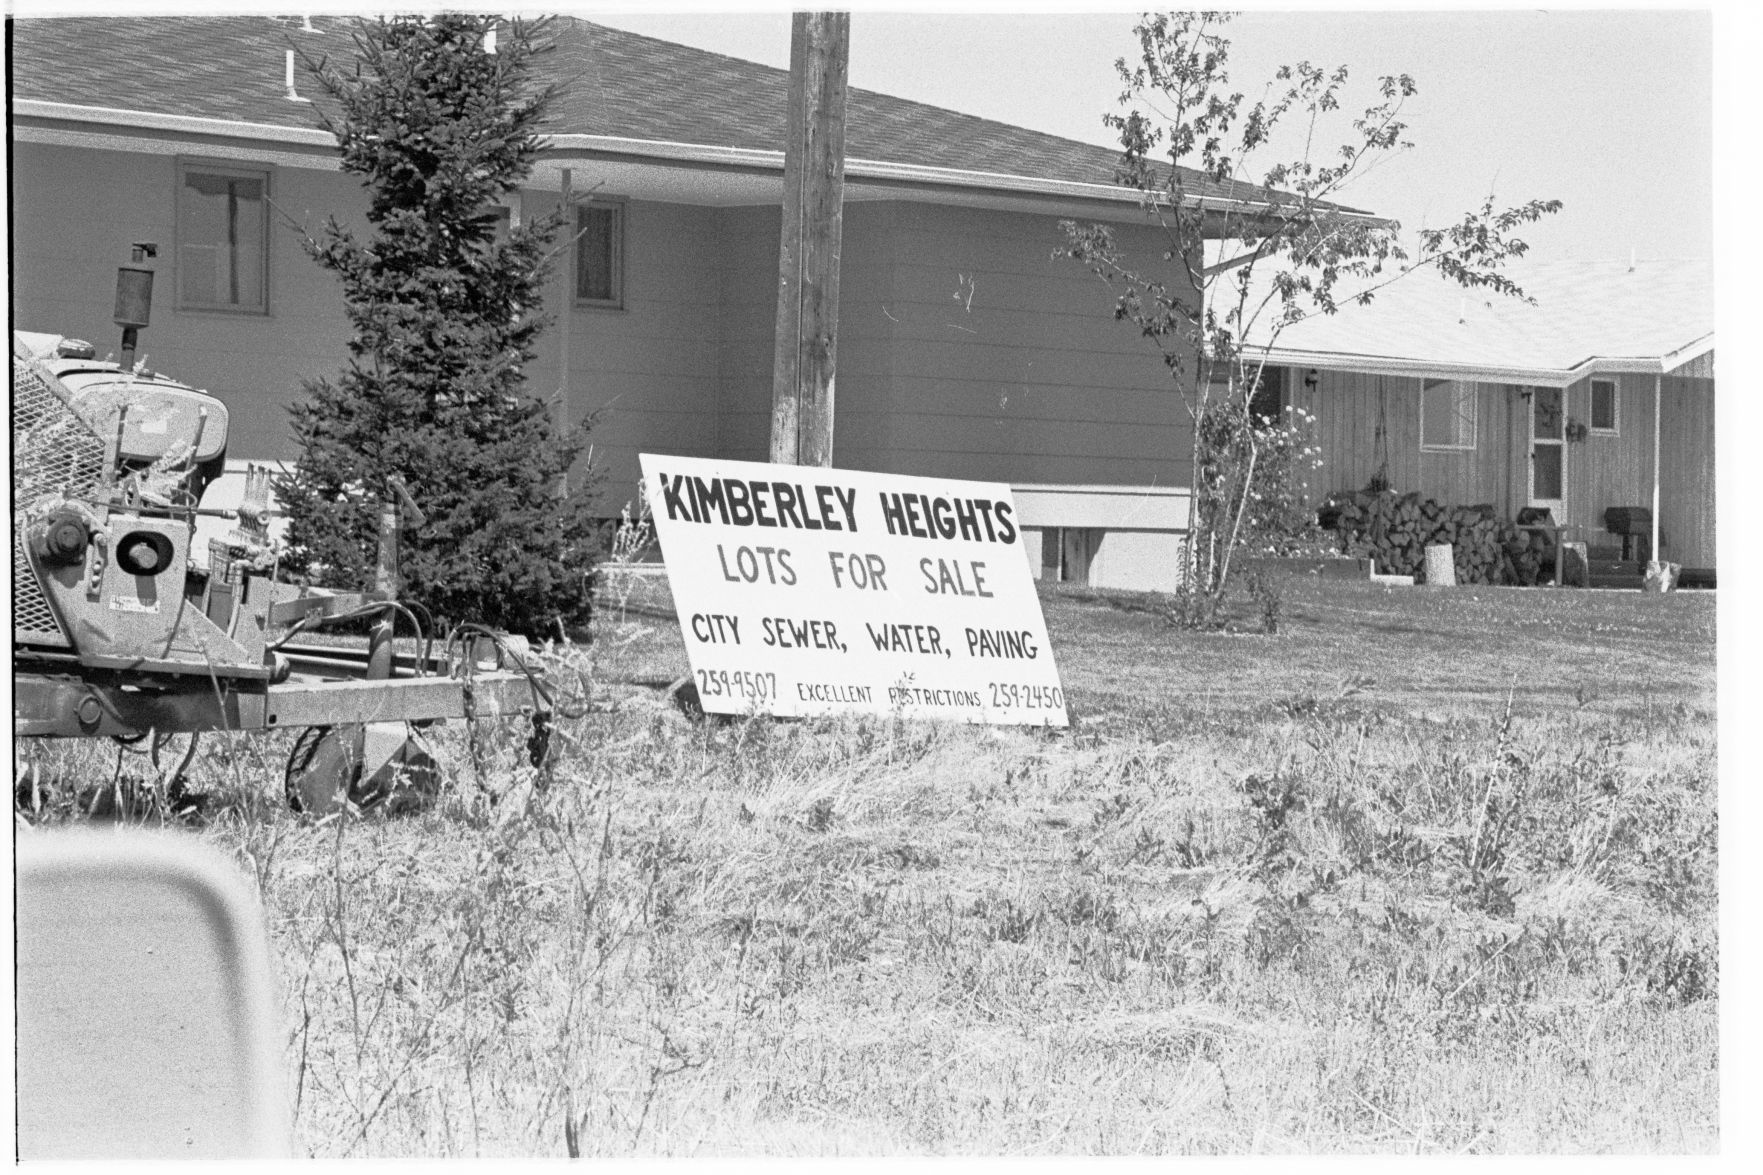 KIMBERLEY HEIGHTS
LOTS FOR SALE
CITY SEWER, WATER, PAVING
259-9507 EXCELLENT RESTRICTIONS 259-2450